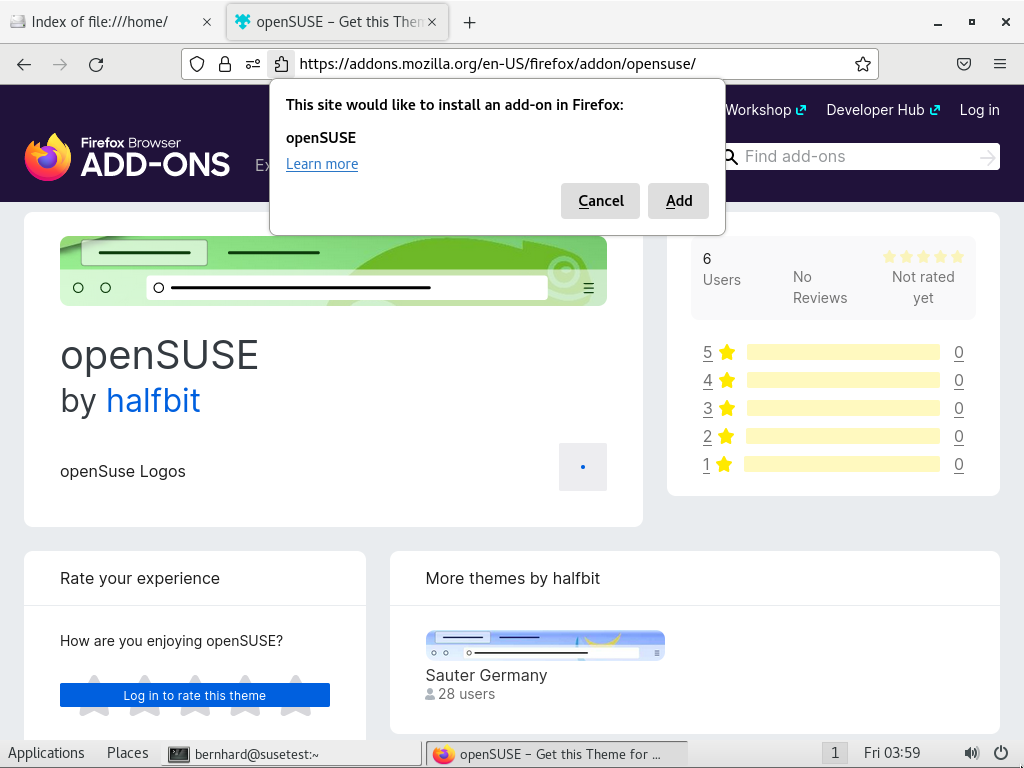 Index of file:///home/
openSUSE – Get this Them
https://addons.mozilla.org/en-US/firefox/addon/opensuse/
This site would like to install an add-on in Firefox:
openSUSE
Learn more
Cancel
Add
Workshop
Developer Hub
Log in
Firefox Browser
ADD-ONS
Ex
Find add-ons
openSUSE
by halfbit
openSuse Logos
6
Users
No
Reviews
Not rated
yet
5 0
4 0
3 0
2 0
1 0
Rate your experience
How are you enjoying openSUSE?
Log in to rate this theme
More themes by halfbit
Sauter Germany
28 users
Applications
Places
bernhard@susetest:~
openSUSE – Get this Theme for ...
1
Fri 03:59